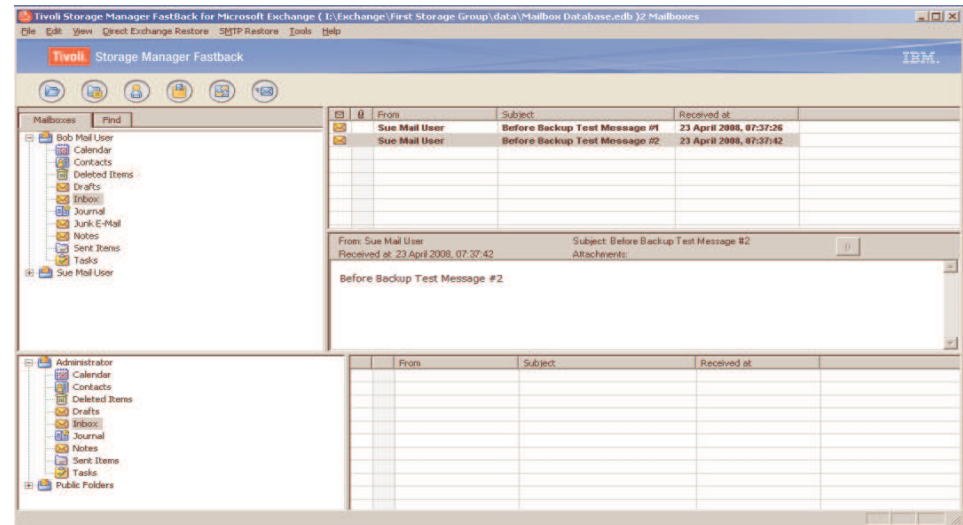 Tivoli Storage Manager FastBack for Microsoft Exchange ( I:\Exchange\First Storage Group\data\Mailbox Database.edb )2 Mailboxes
File Edit View Direct Exchange Restore SMTP Restore Tools Help
Tivoli. Storage Manager Fastback IBM.
Mailboxes Find
Bob Mail User
Calendar
Contacts
Deleted Items
Drafts
Inbox
Journal
Junk E-Mail
Notes
Sent Items
Tasks
Sue Mail User
From Subject Received at
Sue Mail User Before Backup Test Message #1 23 April 2008, 07:37:26
Sue Mail User Before Backup Test Message #2 23 April 2008, 07:37:42
From: Sue Mail User Subject: Before Backup Test Message #2
Received at: 23 April 2008, 07:37:42 Attachments:
Before Backup Test Message #2
Administrator
Calendar
Contacts
Deleted Items
Drafts
Inbox
Journal
Notes
Sent Items
Tasks
Public Folders
From Subject Received at